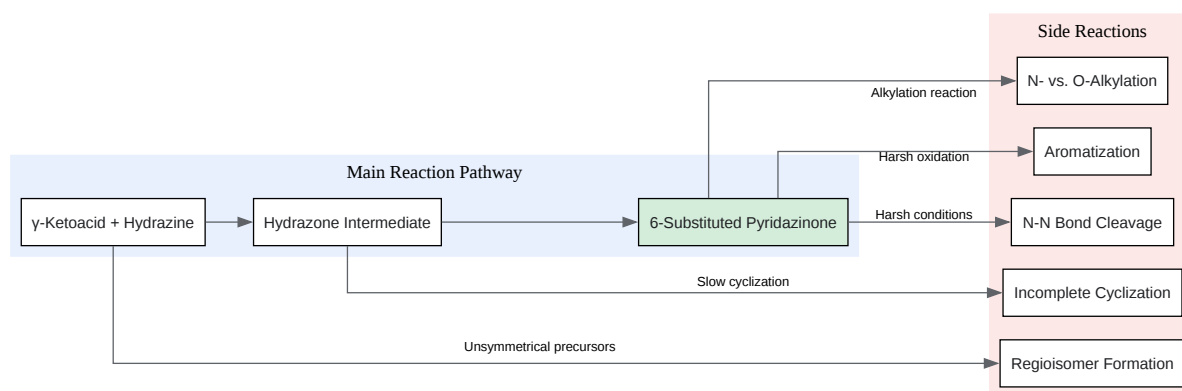 Side Reactions
N- vs. O-Alkylation
Alkylation reaction
Aromatization
Harsh oxidation
Main Reaction Pathway
γ-Ketoacid + Hydrazine
Hydrazone Intermediate
6-Substituted Pyridazinone
Harsh conditions
N-N Bond Cleavage
Slow cyclization
Incomplete Cyclization
Unsymmetrical precursors
Regioisomer Formation